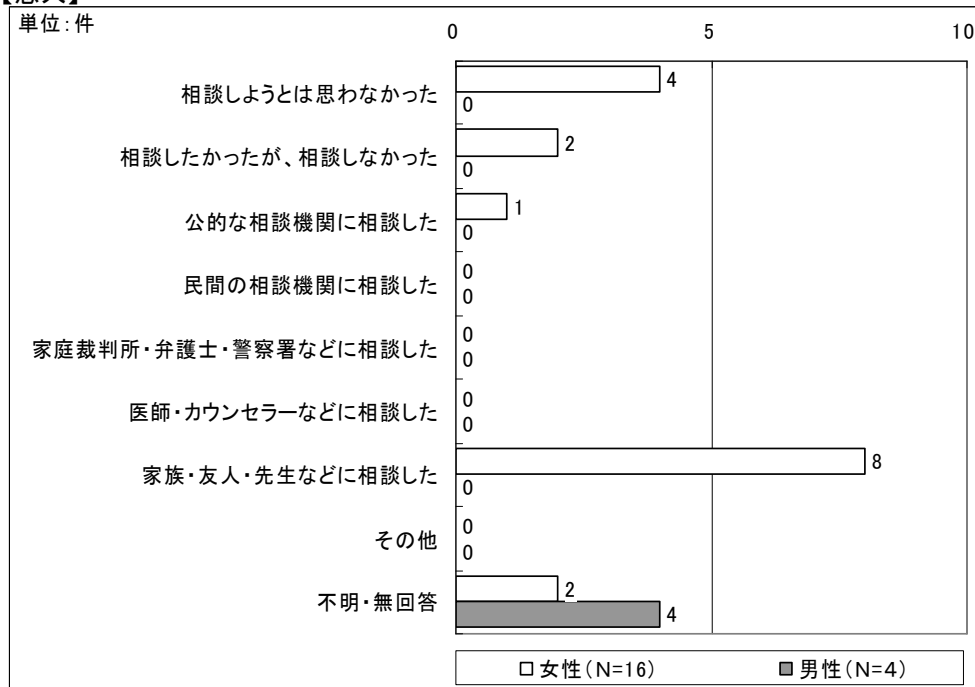 単位：件
0 5 10
相談しようとは思わなかった 4
0
相談したかったが、相談しなかった 2
0
公的な相談機関に相談した 1
0
民間の相談機関に相談した 0
0
家庭裁判所・弁護士・警察署などに相談した 0
0
医師・カウンセラーなどに相談した 0
0
家族・友人・先生などに相談した 8
0
その他 0
0
不明・無回答 2
4
女性(N=16) 男性(N=4)